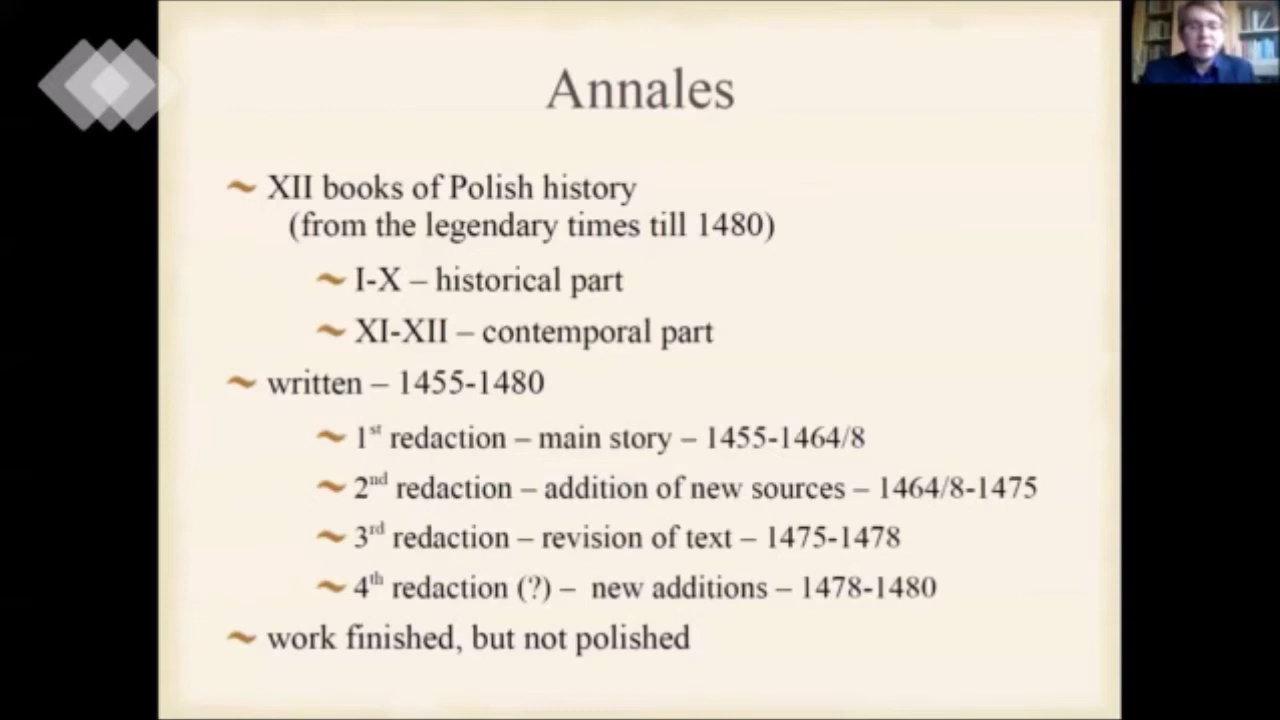 Annales
~ XII books of Polish history
(from the legendary times till 1480)
~ I-X – historical part
~ XI-XII – contemporal part
~ written – 1455-1480
~ 1st redaction – main story – 1455-1464/8
~ 2nd redaction – addition of new sources – 1464/8-1475
~ 3rd redaction – revision of text – 1475-1478
~ 4th redaction (?) – new additions – 1478-1480
~ work finished, but not polished